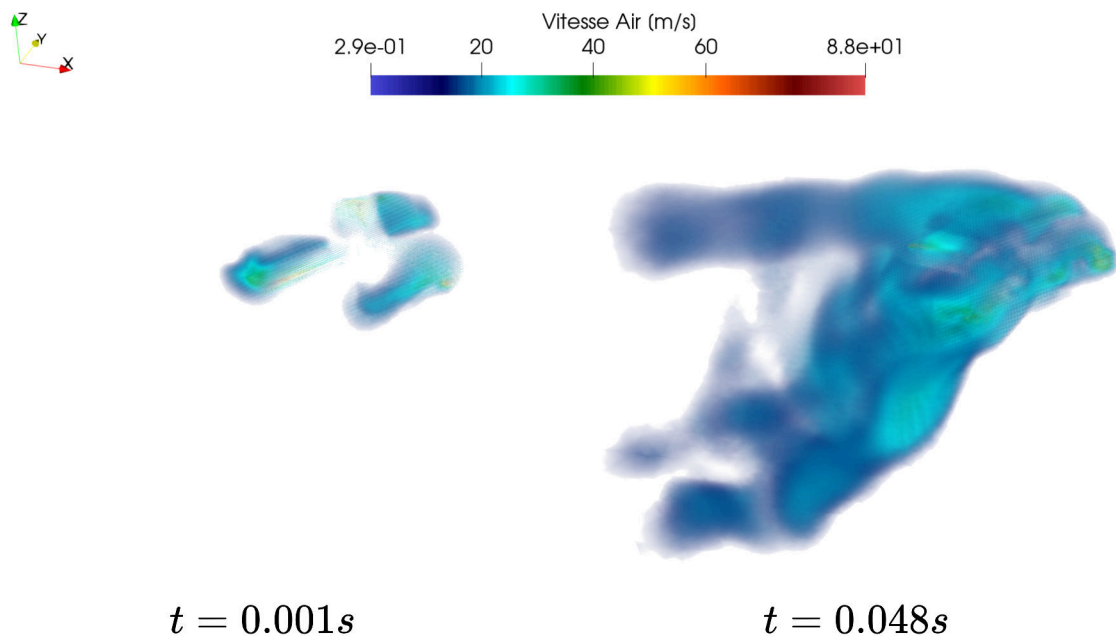 Z
Y
X
Vitesse Air (m/s)
2.9e-01 20 40 60 8.8e+01
t = 0.001s
t = 0.048s